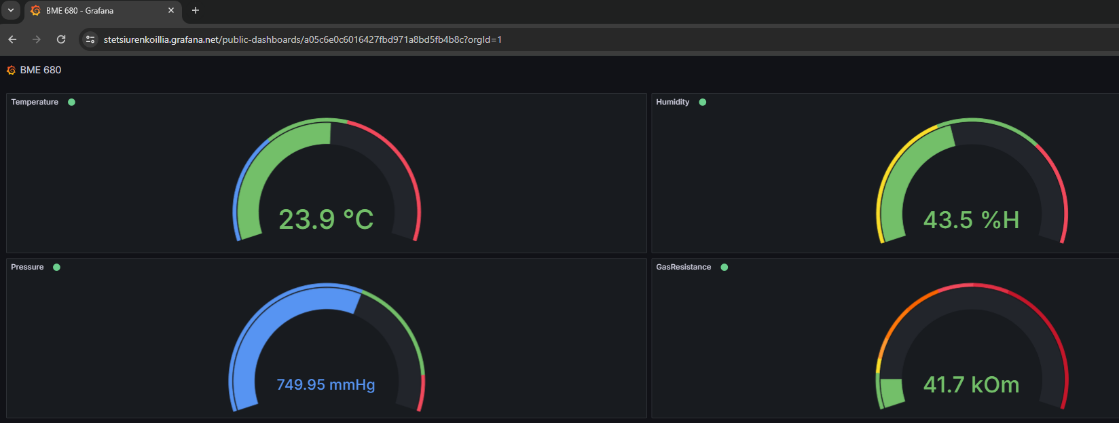 BME 680 - Grafana
stetsiurenkoillia.grafana.net/public-dashboards/a05c6e0c6016427fbd971a8bd5fb4b8c?orgId=1
BME 680
Temperature
23.9 °C
Humidity
43.5 %H
Pressure
749.95 mmHg
GasResistance
41.7 kOm